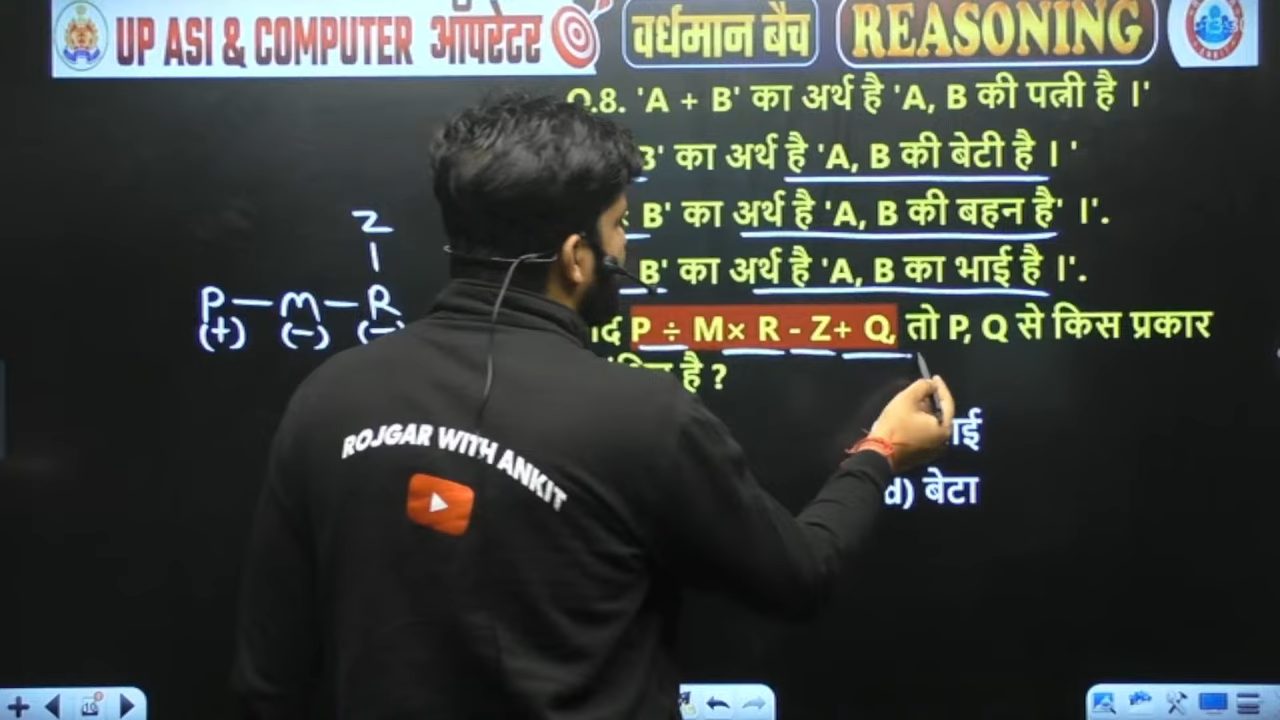 UP ASI & COMPUTER ऑपरेटर
वर्धमान बैच
REASONING
Q.8. 'A + B' का अर्थ है 'A, B की पत्नी है ।'
B' का अर्थ है 'A, B की बेटी है । '
B' का अर्थ है 'A, B की बहन है' ।'.
B' का अर्थ है 'A, B का भाई है ।'.
P ÷ M× R - Z+ Q, तो P, Q से किस प्रकार
है ?
d) बेटा
Z
P — M — R
(+) (-) (-)
ROJGAR WITH ANKIT